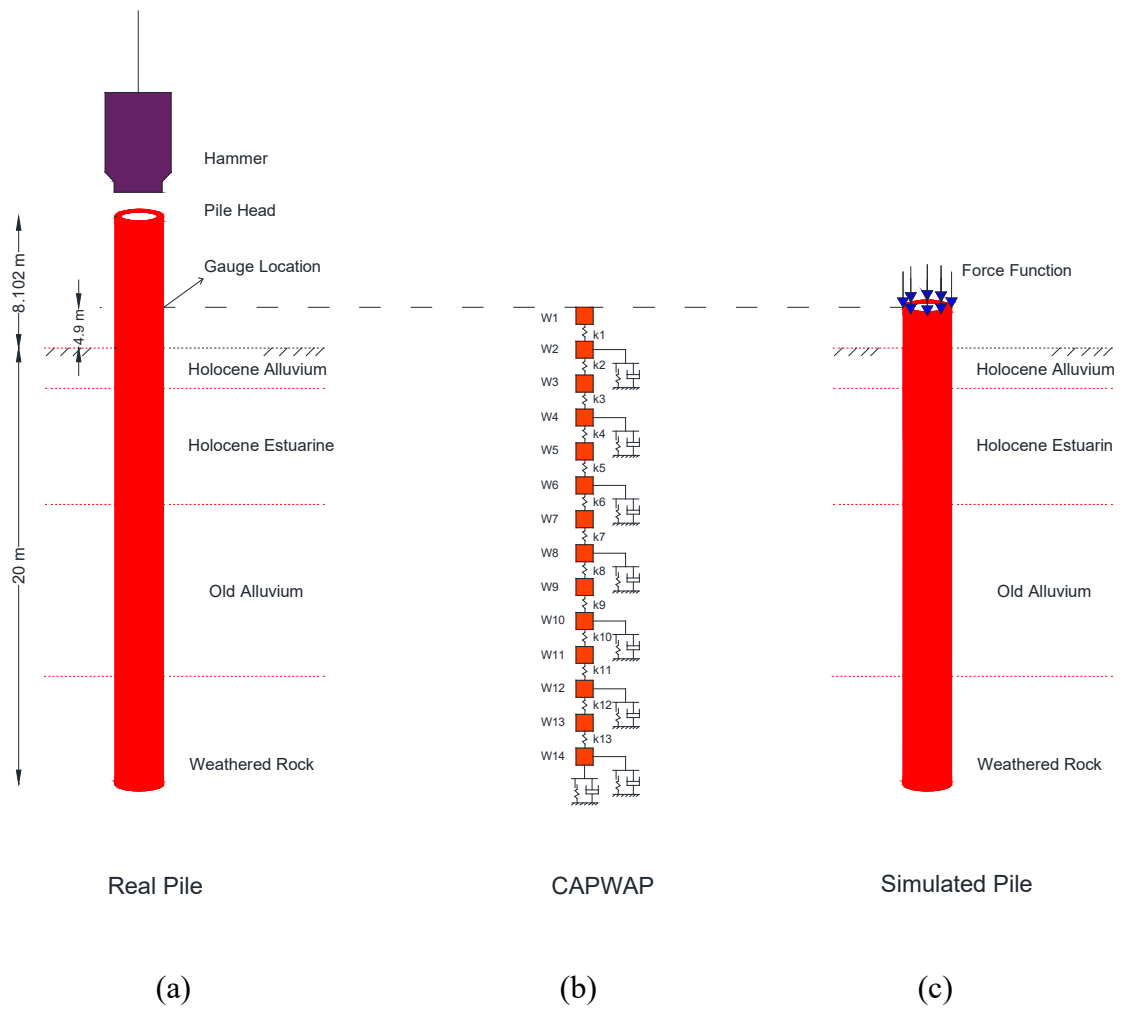 Hammer
Pile Head
Gauge Location
8.102 m
4.9 m
20 m
Holocene Alluvium
Holocene Estuarine
Old Alluvium
Weathered Rock
Real Pile
(a)
W1
k1
W2
k2
W3
k3
W4
k4
W5
k5
W6
k6
W7
k7
W8
k8
W9
k9
W10
k10
W11
k11
W12
k12
W13
k13
W14
CAPWAP
(b)
Force Function
Holocene Alluvium
Holocene Estuarin
Old Alluvium
Weathered Rock
Simulated Pile
(c)